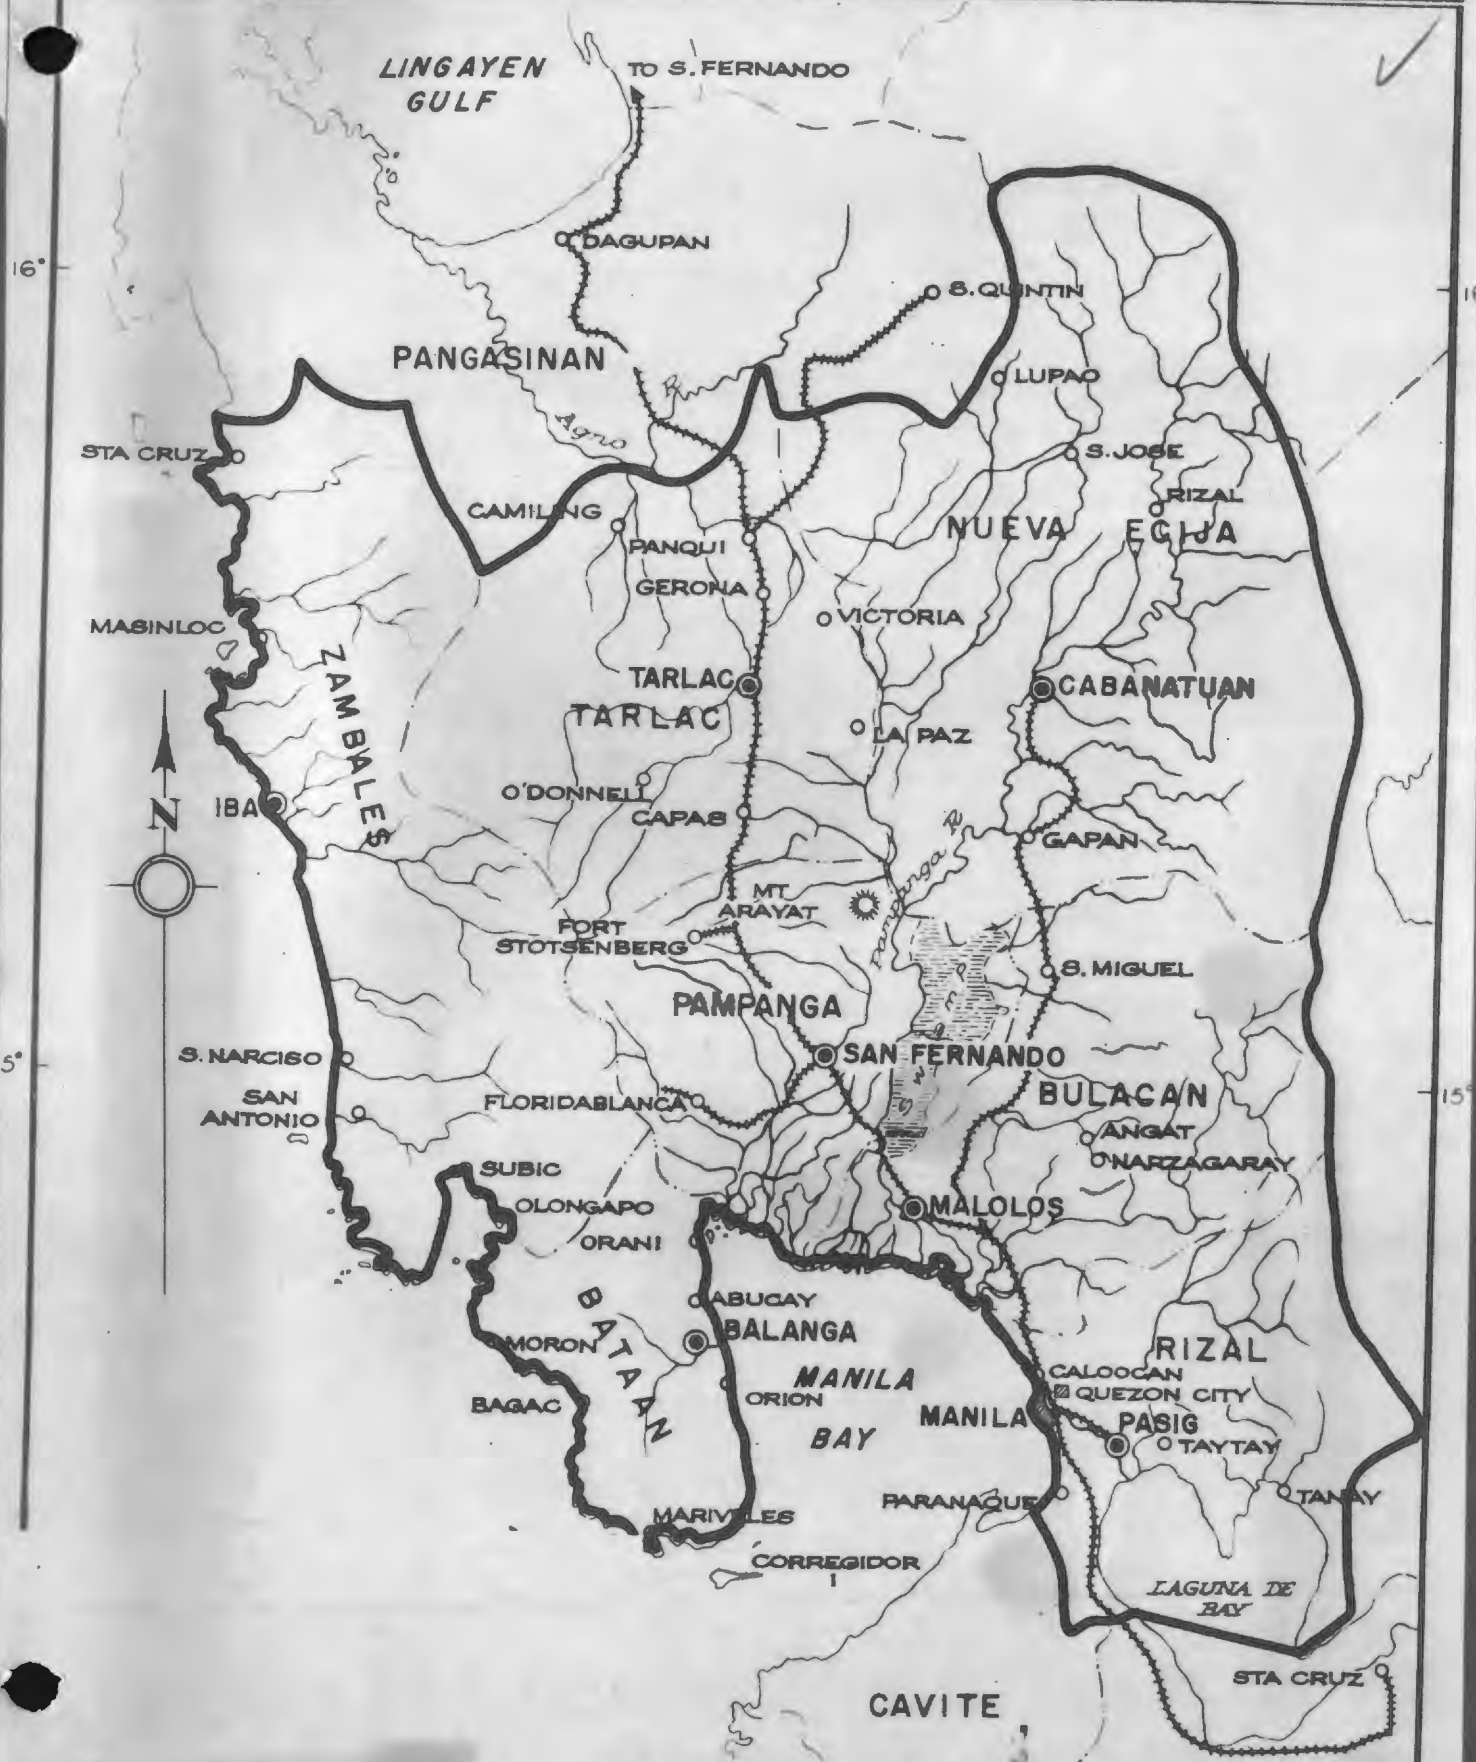 LINGAYEN
GULF
TO S. FERNANDO
DAGUPAN
16°
S. QUINTIN
PANGASINAN
R
Agno
LUPAO
STA CRUZ
S. JOSE
RIZAL
CAMILING
NUEVA ECIJA
PANQUI
GERONA
VICTORIA
MASINLOC
ZAMBALES
TARLAC
CABANATUAN
TARLAC
LA PAZ
O'DONNELL
IBA
N
CAPAS
Pampanga R
GAPAN
MT
ARAYAT
FORT
STOTSENBERG
S. MIGUEL
PAMPANGA
S. NARCISO
SAN FERNANDO
5°
15°
SAN
ANTONIO
FLORIDABLANCA
BULACAN
ANGAT
NARZAGARAY
SUBIC
OLONGAPO
MALOLOS
ORANI
ABUCAY
BATAAN
BALANGA
MORON
RIZAL
MANILA
BAY
CALOOCAN
QUEZON CITY
ORION
BAGAC
MANILA
PASIG
TAYTAY
PARANAQUE
TANAY
MARIVELES
CORREGIDOR
I
LAGUNA DE
BAY
STA CRUZ
CAVITE